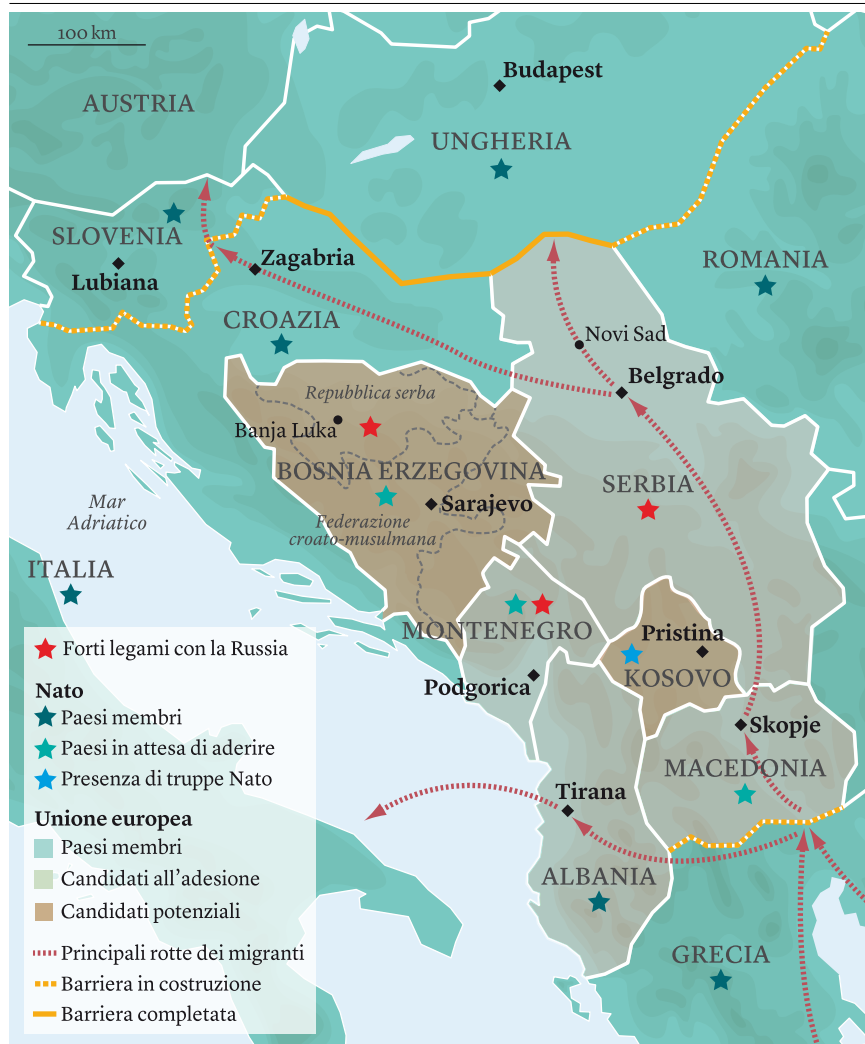 100 km
AUSTRIA
Budapest
UNGHERIA
SLOVENIA
Lubiana
Zagabria
ROMANIA
CROAZIA
Novi Sad
Belgrado
Repubblica serba
Banja Luka
BOSNIA ERZEGOVINA
SERBIA
Sarajevo
Mar
Adriatico
Federazione
croato-musulmana
ITALIA
MONTENEGRO
Pristina
KOSOVO
Podgorica
Skopje
MACEDONIA
Tirana
ALBANIA
GRECIA
Forti legami con la Russia
Nato
Paesi membri
Paesi in attesa di aderire
Presenza di truppe Nato
Unione europea
Paesi membri
Candidati all'adesione
Candidati potenziali
Principali rotte dei migranti
Barriera in costruzione
Barriera completata